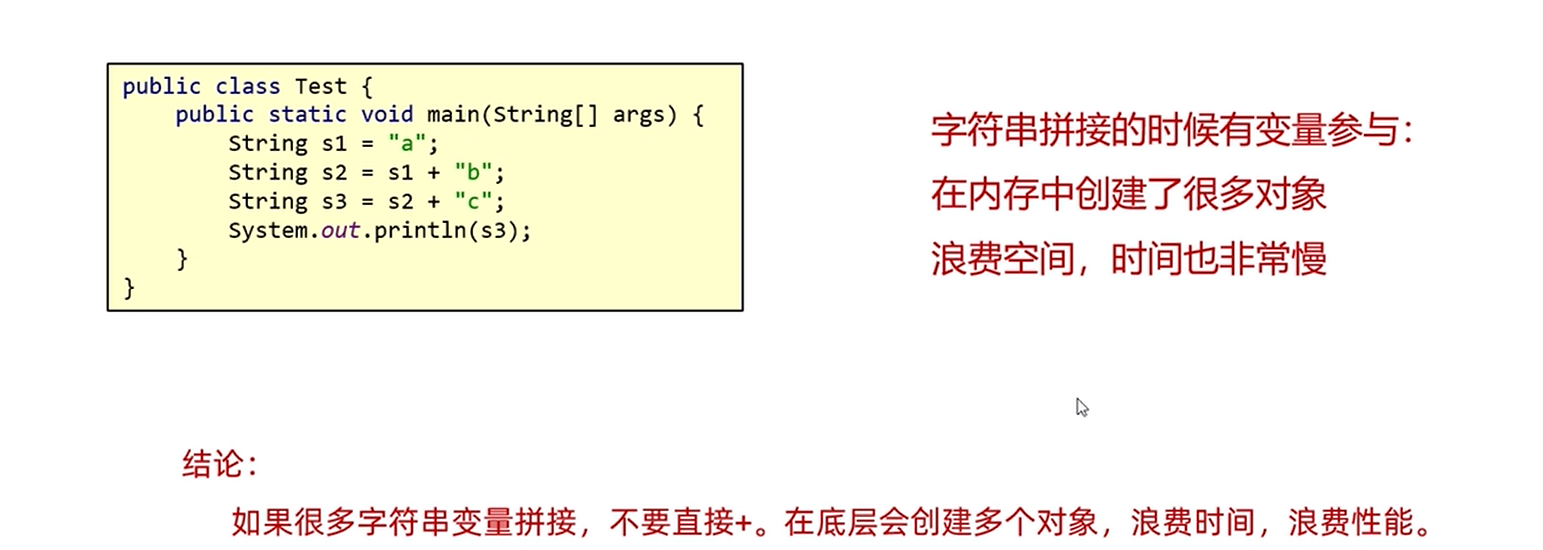 public class Test {
    public static void main(String[] args) {
        String s1 = "a";
        String s2 = s1 + "b";
        String s3 = s2 + "c";
        System.out.println(s3);
    }
}
字符串拼接的时候有变量参与：
在内存中创建了很多对象
浪费空间，时间也非常慢
结论：
如果很多字符串变量拼接，不要直接+。在底层会创建多个对象，浪费时间，浪费性能。